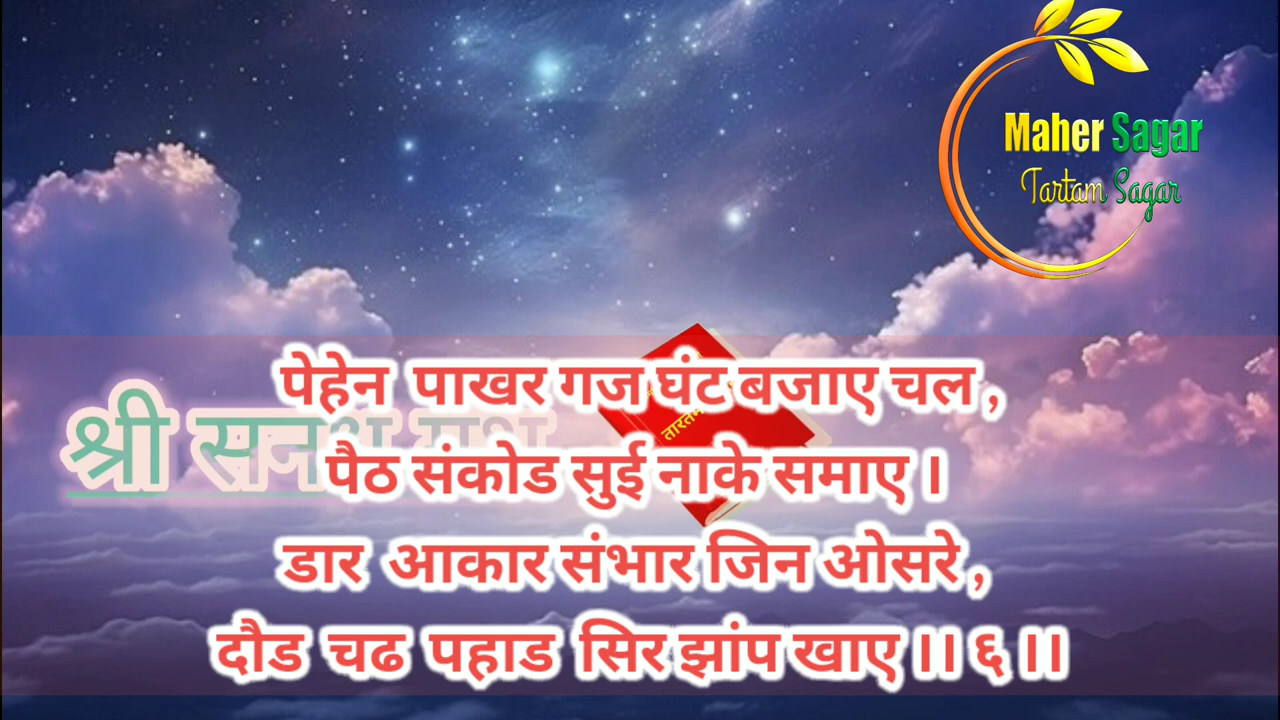 Maher Sagar
Tartam Sagar
पेहेन पाखर गज घंट बजाए चल,
श्री
पैठ संकोड सुई नाके समाए ।
डार आकार संभार जिन ओसरे,
दौड चढ पहाड सिर झांप खाए ।। ६ ।।